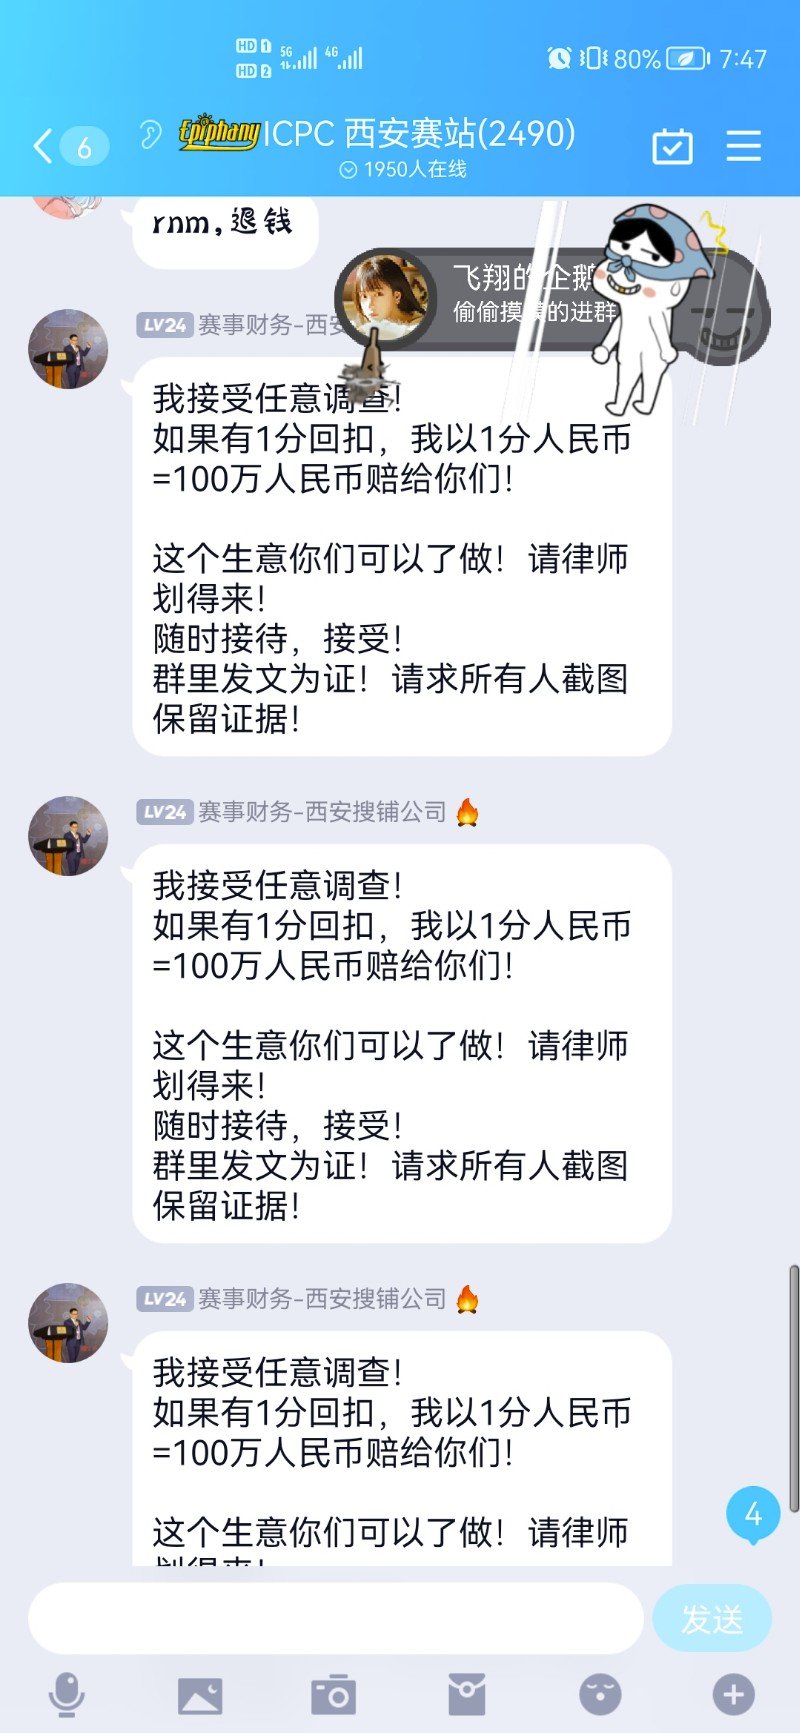 HD 1
HD 2
5G
4G
80%
7:47
6
Epiphany ICPC 西安赛站(2490)
1950人在线
rnm,退钱
飞翔的企鹅
偷偷摸摸的进群
LV24 赛事财务-西安
我接受任意调查!
如果有1分回扣，我以1分人民币
=100万人民币赔给你们!
这个生意你们可以了做！请律师
划得来!
随时接待，接受!
群里发文为证！请求所有人截图
保留证据!
LV24 赛事财务-西安搜铺公司
我接受任意调查!
如果有1分回扣，我以1分人民币
=100万人民币赔给你们!
这个生意你们可以了做！请律师
划得来!
随时接待，接受!
群里发文为证！请求所有人截图
保留证据!
LV24 赛事财务-西安搜铺公司
我接受任意调查!
如果有1分回扣，我以1分人民币
=100万人民币赔给你们!
这个生意你们可以了做！请律师
划得来!
4
发送